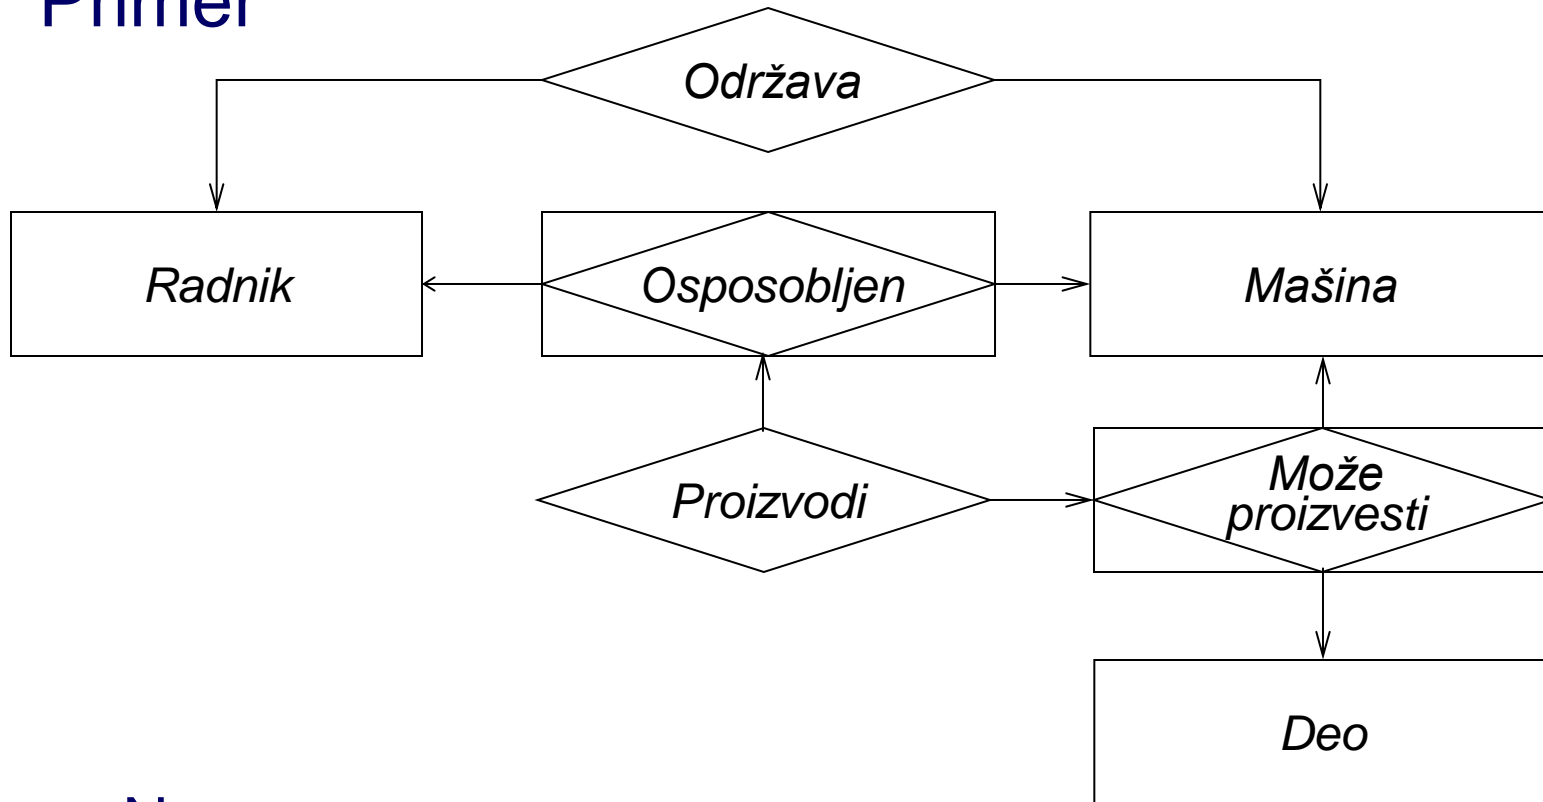 Primer
Održava
Radnik
Osposobljen
Mašina
Proizvodi
Može
proizvesti
Deo